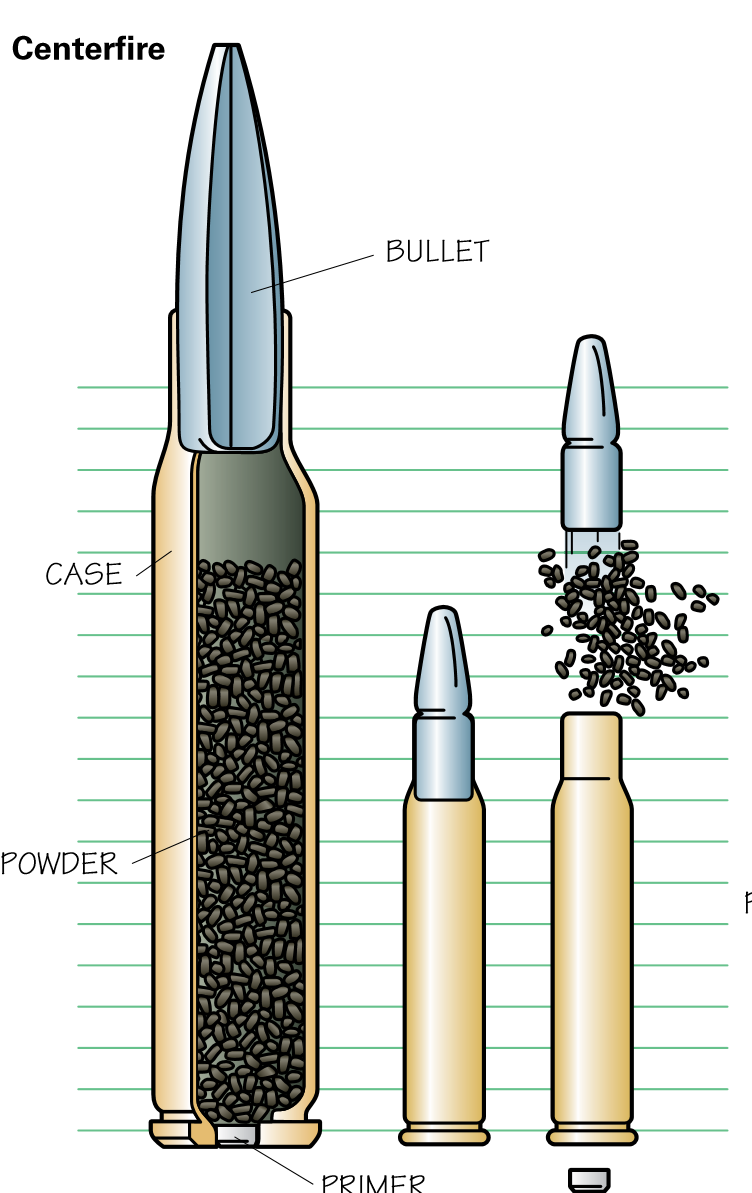 Centerfire
BULLET
CASE
POWDER
PRIMER